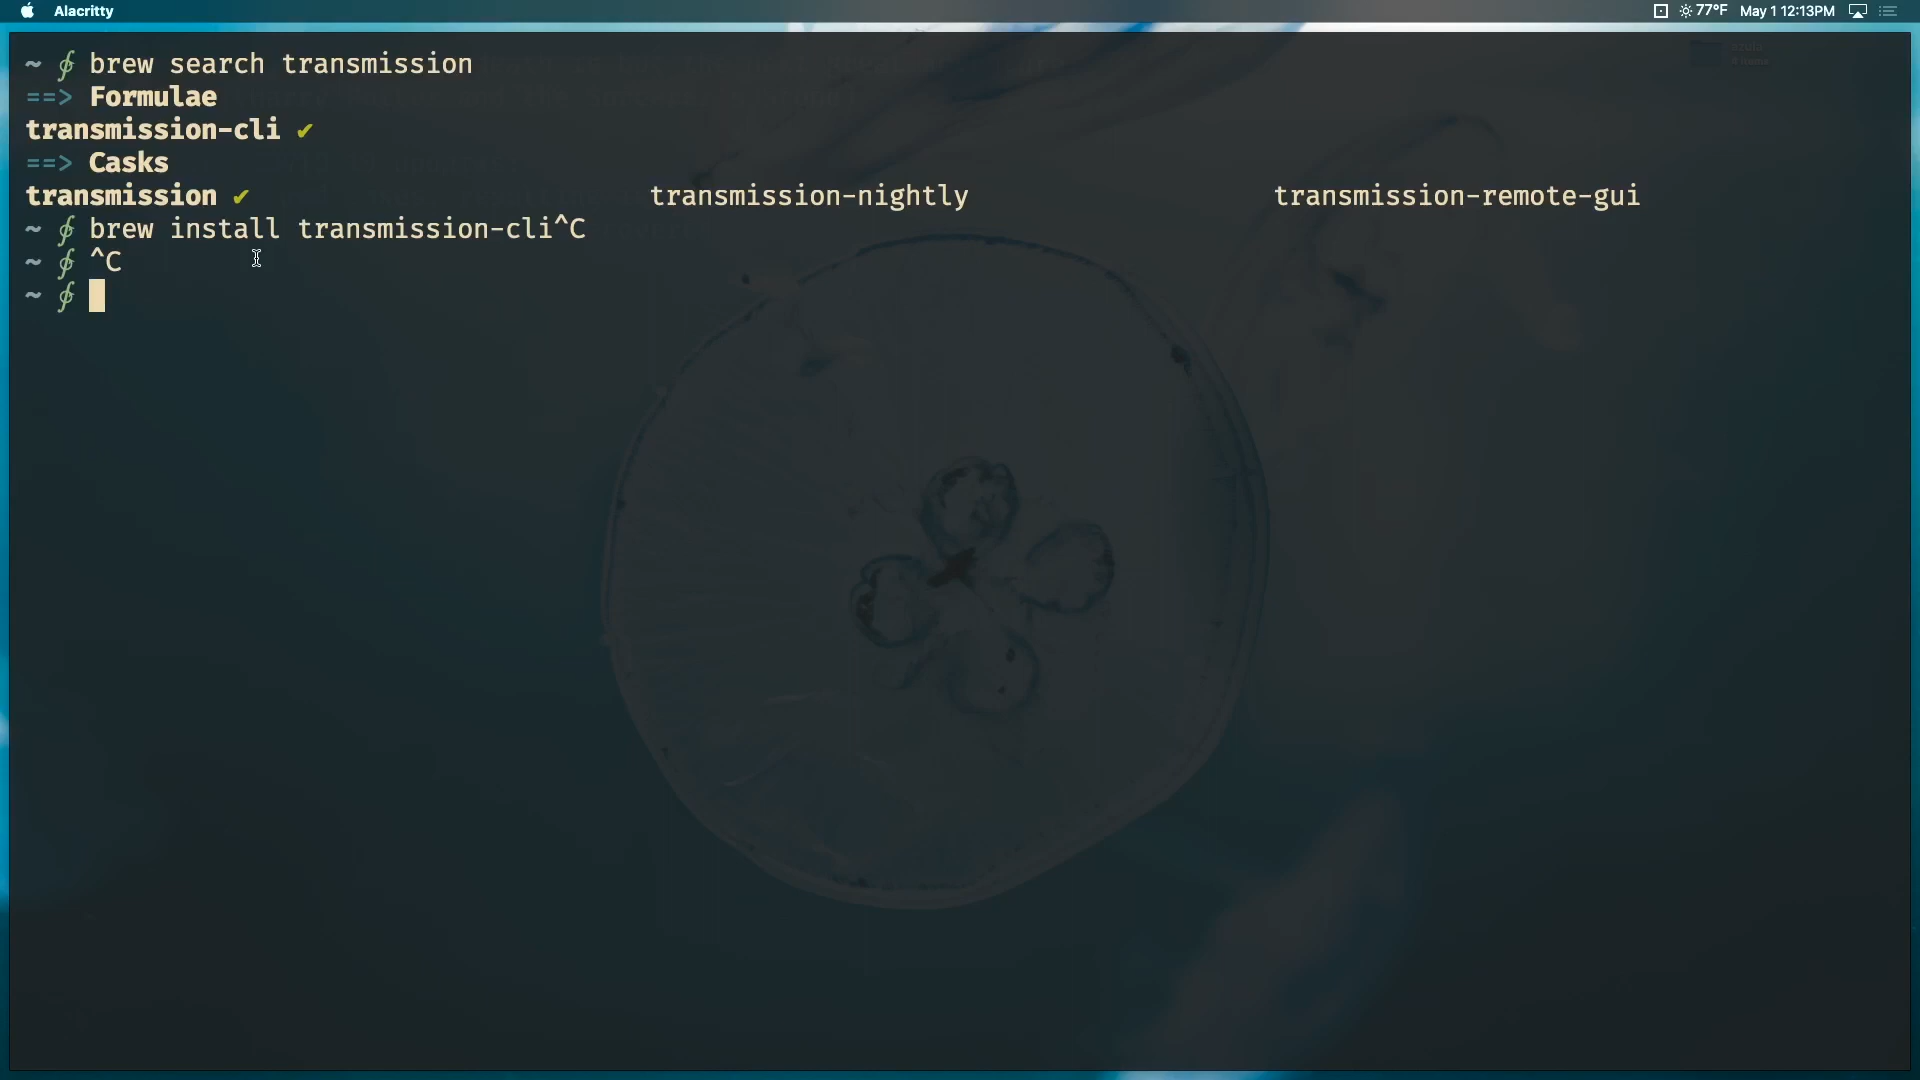 Alacritty 77°F May 1 12:13PM
~ ∮ brew search transmission
==> Formulae
transmission-cli ✔
==> Casks
transmission ✔ transmission-nightly transmission-remote-gui
~ ∮ brew install transmission-cli^C
~ ∮ ^C
~ ∮